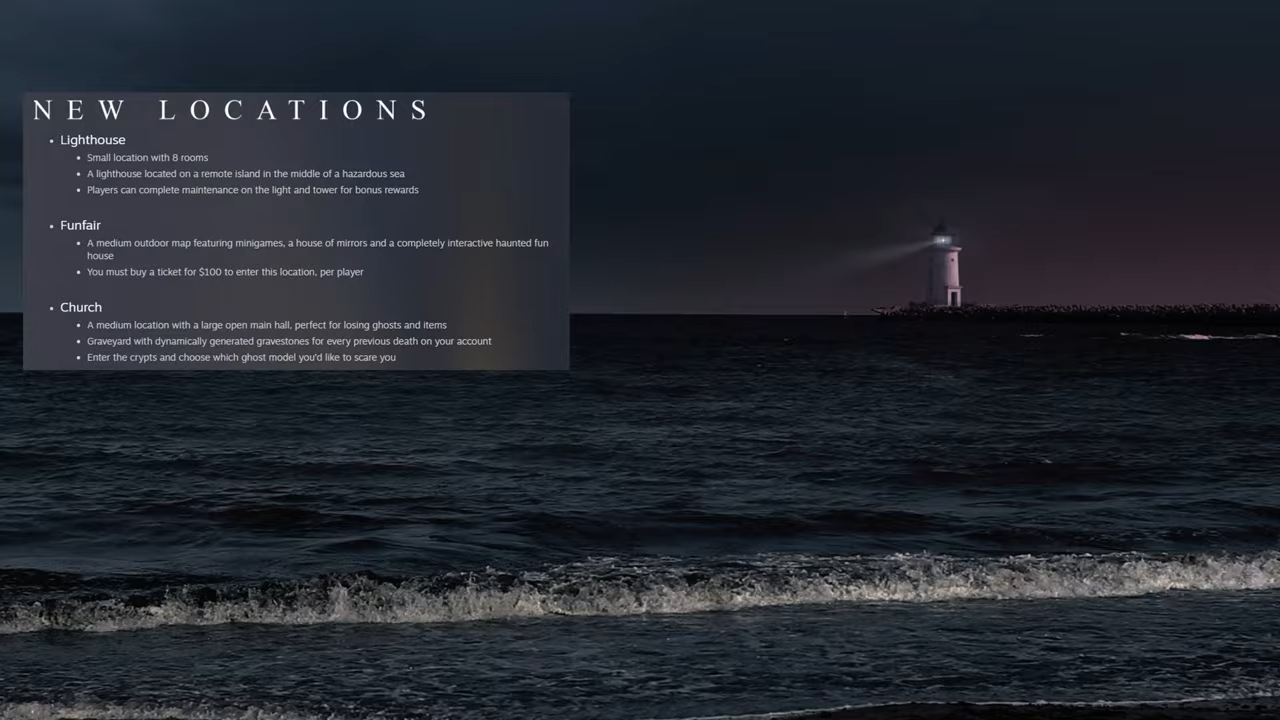 NEW LOCATIONS
• Lighthouse
• Small location with 8 rooms
• A lighthouse located on a remote island in the middle of a hazardous sea
• Players can complete maintenance on the light and tower for bonus rewards
• Funfair
• A medium outdoor map featuring minigames, a house of mirrors and a completely interactive haunted fun
house
• You must buy a ticket for $100 to enter this location, per player
• Church
• A medium location with a large open main hall, perfect for losing ghosts and items
• Graveyard with dynamically generated gravestones for every previous death on your account
• Enter the crypts and choose which ghost model you'd like to scare you